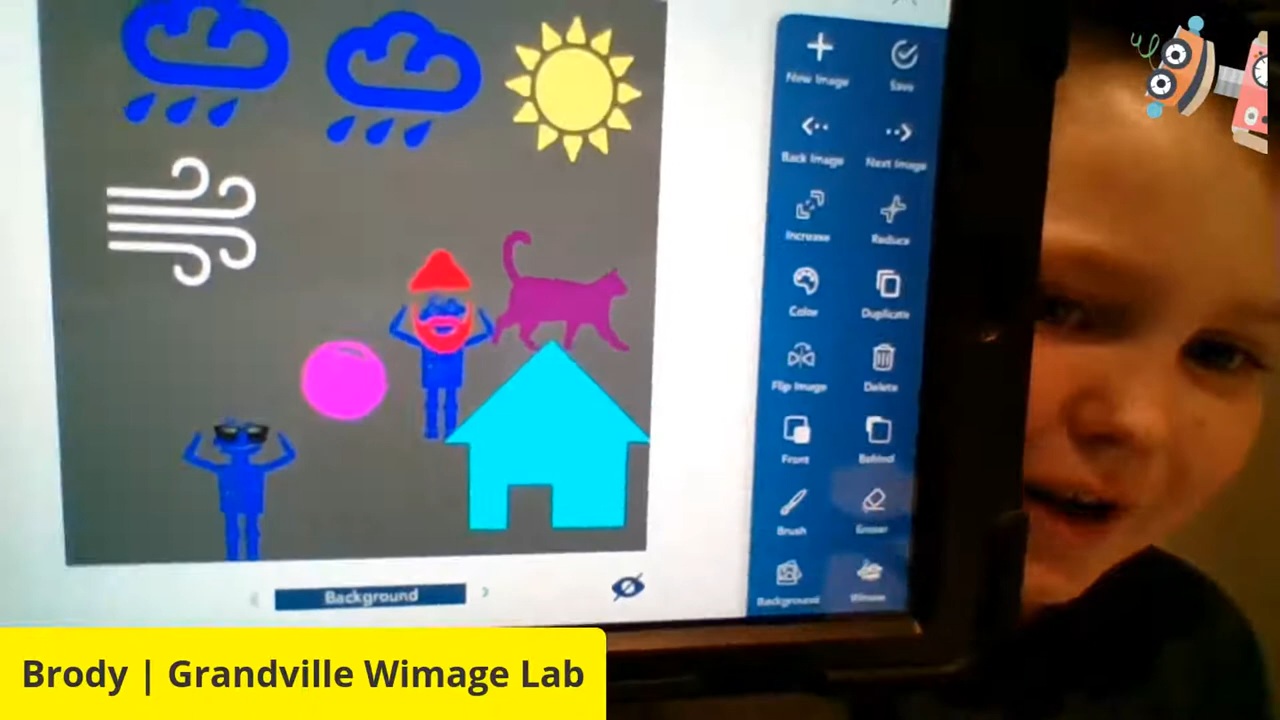 New Image Save
Back Image Next Image
Increase Reduce
Color Duplicate
Flip Image Delete
Front Behind
Brush Eraser
Background Wimage
Background
Brody | Grandville Wimage Lab